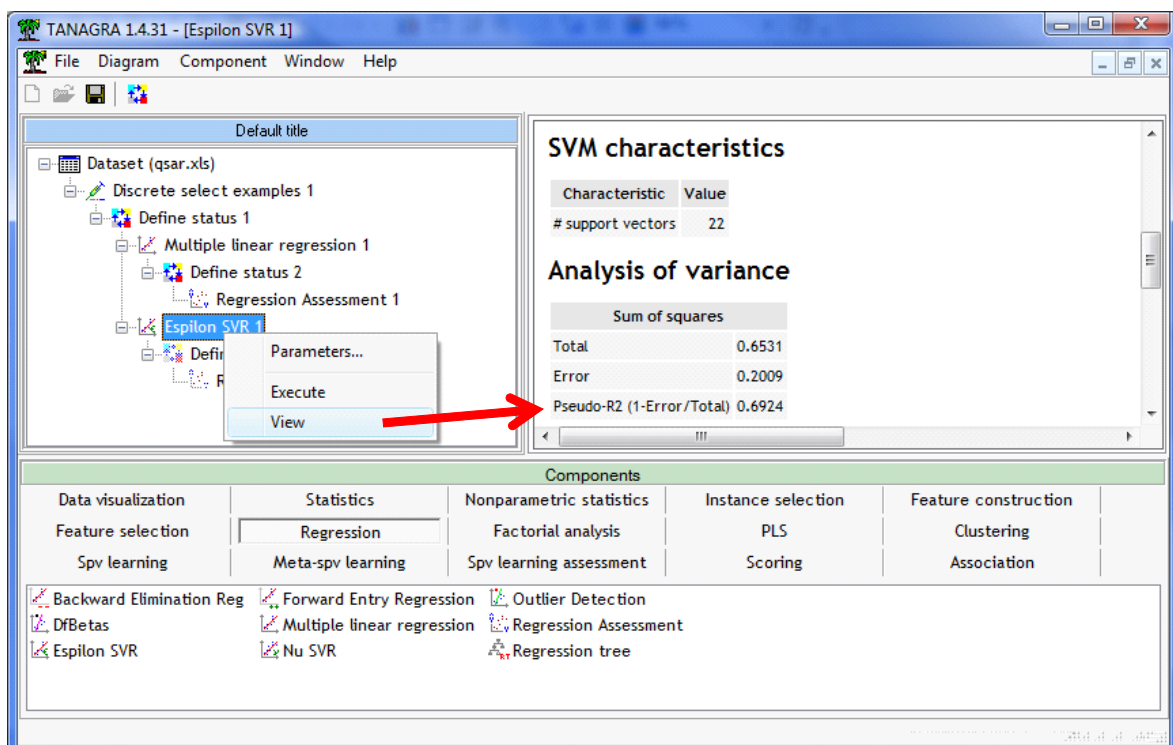 TANAGRA 1.4.31 - [Espilon SVR 1]
File Diagram Component Window Help
Default title
Dataset (qsar.xls)
Discrete select examples 1
Define status 1
Multiple linear regression 1
Define status 2
Regression Assessment 1
Espilon SVR 1
Defin
R
Parameters...
Execute
View
SVM characteristics
Characteristic Value
# support vectors 22
Analysis of variance
Sum of squares
Total 0.6531
Error 0.2009
Pseudo-R2 (1-Error/Total) 0.6924
Components
Data visualization Statistics Nonparametric statistics Instance selection Feature construction
Feature selection Regression Factorial analysis PLS Clustering
Spv learning Meta-spv learning Spv learning assessment Scoring Association
Backward Elimination Reg Forward Entry Regression Outlier Detection
DfBetas Multiple linear regression Regression Assessment
Espilon SVR Nu SVR Regression tree